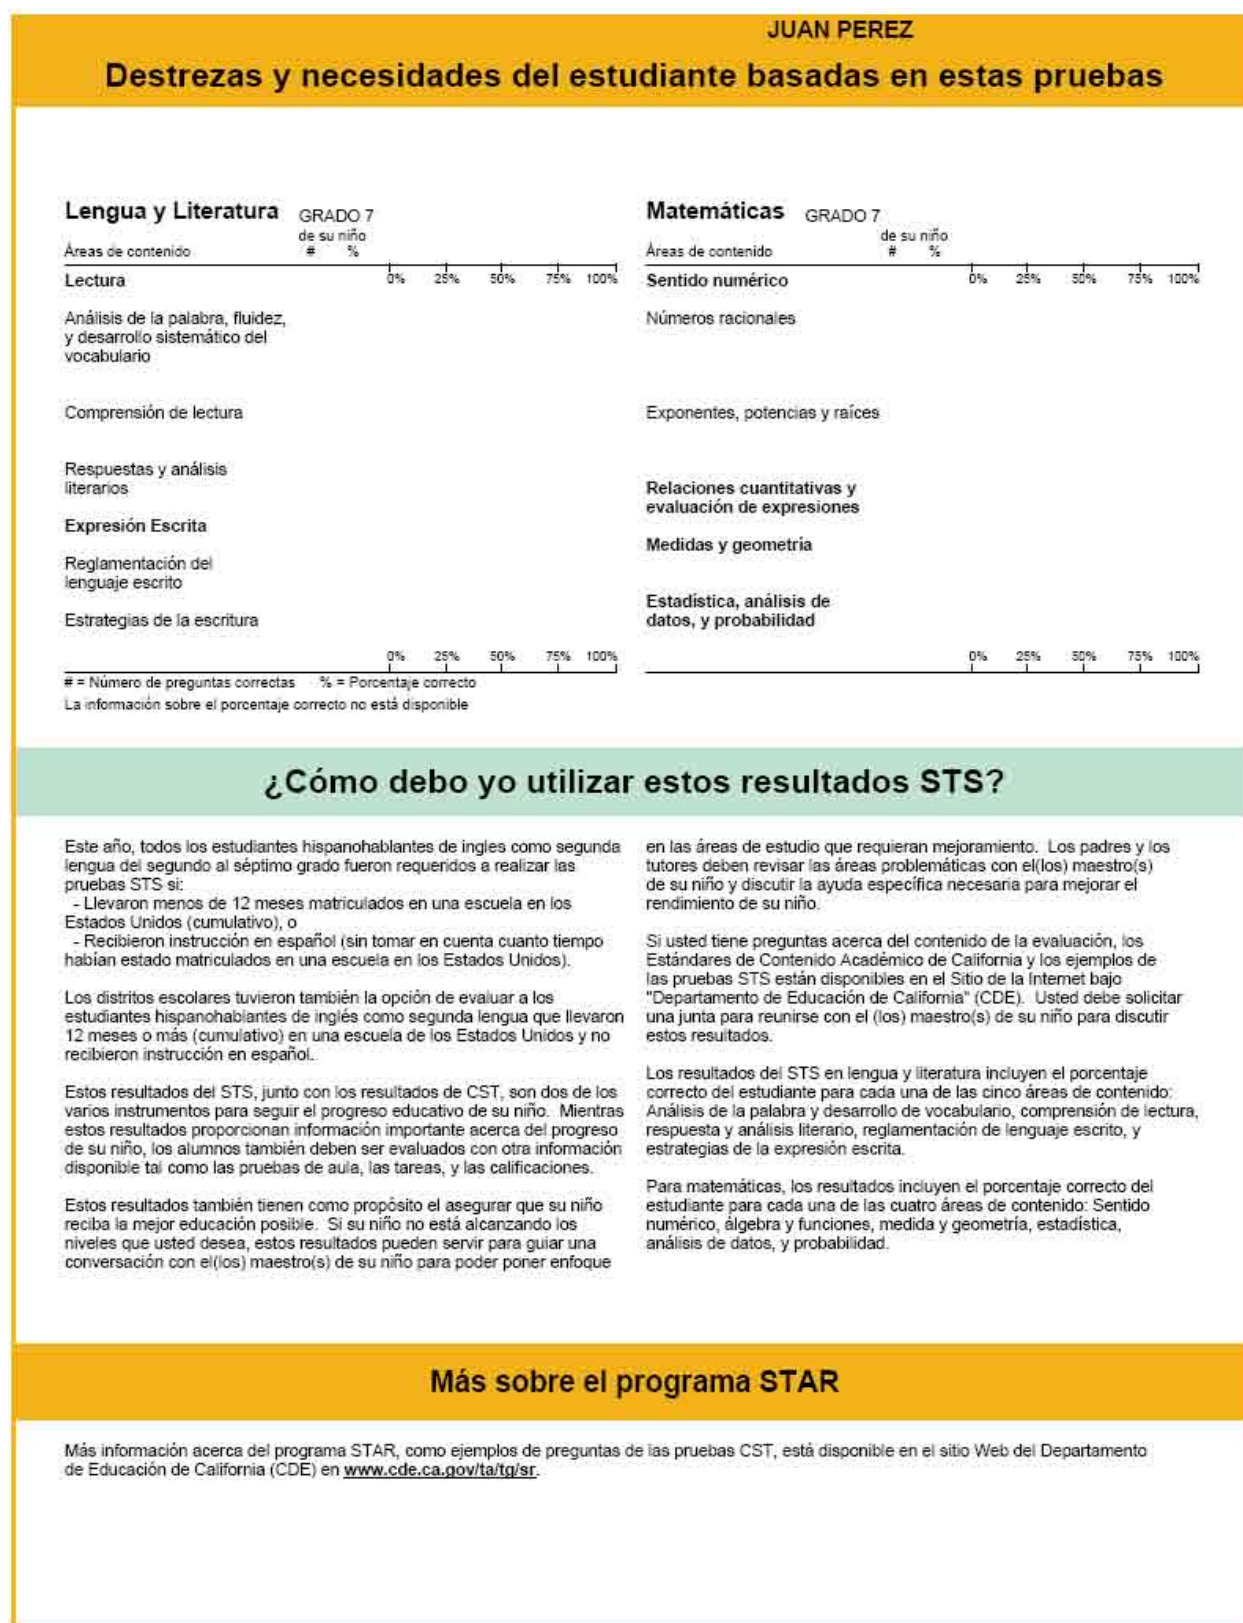 JUAN PEREZ
Destrezas y necesidades del estudiante basadas en estas pruebas
Lengua y Literatura GRADO 7
de su niño
Áreas de contenido # %
Lectura 0% 25% 50% 75% 100%
Análisis de la palabra, fluidez,
y desarrollo sistemático del
vocabulario
Comprensión de lectura
Respuestas y análisis
literarios
Expresión Escrita
Reglamentación del
lenguaje escrito
Estrategias de la escritura
0% 25% 50% 75% 100%
# = Número de preguntas correctas % = Porcentaje correcto
La información sobre el porcentaje correcto no está disponible
Matemáticas GRADO 7
de su niño
Áreas de contenido # %
Sentido numérico 0% 25% 50% 75% 100%
Números racionales
Exponentes, potencias y raíces
Relaciones cuantitativas y
evaluación de expresiones
Medidas y geometría
Estadística, análisis de
datos, y probabilidad
0% 25% 50% 75% 100%
¿Cómo debo yo utilizar estos resultados STS?
Este año, todos los estudiantes hispanohablantes de ingles como segunda
lengua del segundo al séptimo grado fueron requeridos a realizar las
pruebas STS si:
- Llevaron menos de 12 meses matriculados en una escuela en los
Estados Unidos (cumulativo), o
- Recibieron instrucción en español (sin tomar en cuenta cuanto tiempo
habían estado matriculados en una escuela en los Estados Unidos).
Los distritos escolares tuvieron también la opción de evaluar a los
estudiantes hispanohablantes de inglés como segunda lengua que llevaron
12 meses o más (cumulativo) en una escuela de los Estados Unidos y no
recibieron instrucción en español.
Estos resultados del STS, junto con los resultados de CST, son dos de los
varios instrumentos para seguir el progreso educativo de su niño. Mientras
estos resultados proporcionan información importante acerca del progreso
de su niño, los alumnos también deben ser evaluados con otra información
disponible tal como las pruebas de aula, las tareas, y las calificaciones.
Estos resultados también tienen como propósito el asegurar que su niño
reciba la mejor educación posible. Si su niño no está alcanzando los
niveles que usted desea, estos resultados pueden servir para guiar una
conversación con el(los) maestro(s) de su niño para poder poner enfoque
en las áreas de estudio que requieran mejoramiento. Los padres y los
tutores deben revisar las áreas problemáticas con el(los) maestro(s)
de su niño y discutir la ayuda específica necesaria para mejorar el
rendimiento de su niño.
Si usted tiene preguntas acerca del contenido de la evaluación, los
Estándares de Contenido Académico de California y los ejemplos de
las pruebas STS están disponibles en el Sitio de la Internet bajo
"Departamento de Educación de California" (CDE). Usted debe solicitar
una junta para reunirse con el (los) maestro(s) de su niño para discutir
estos resultados.
Los resultados del STS en lengua y literatura incluyen el porcentaje
correcto del estudiante para cada una de las cinco áreas de contenido:
Análisis de la palabra y desarrollo de vocabulario, comprensión de lectura,
respuesta y análisis literario, reglamentación de lenguaje escrito, y
estrategias de la expresión escrita.
Para matemáticas, los resultados incluyen el porcentaje correcto del
estudiante para cada una de las cuatro áreas de contenido: Sentido
numérico, álgebra y funciones, medida y geometría, estadística,
análisis de datos, y probabilidad.
Más sobre el programa STAR
Más información acerca del programa STAR, como ejemplos de preguntas de las pruebas CST, está disponible en el sitio Web del Departamento
de Educación de California (CDE) en www.cde.ca.gov/ta/tg/sr.